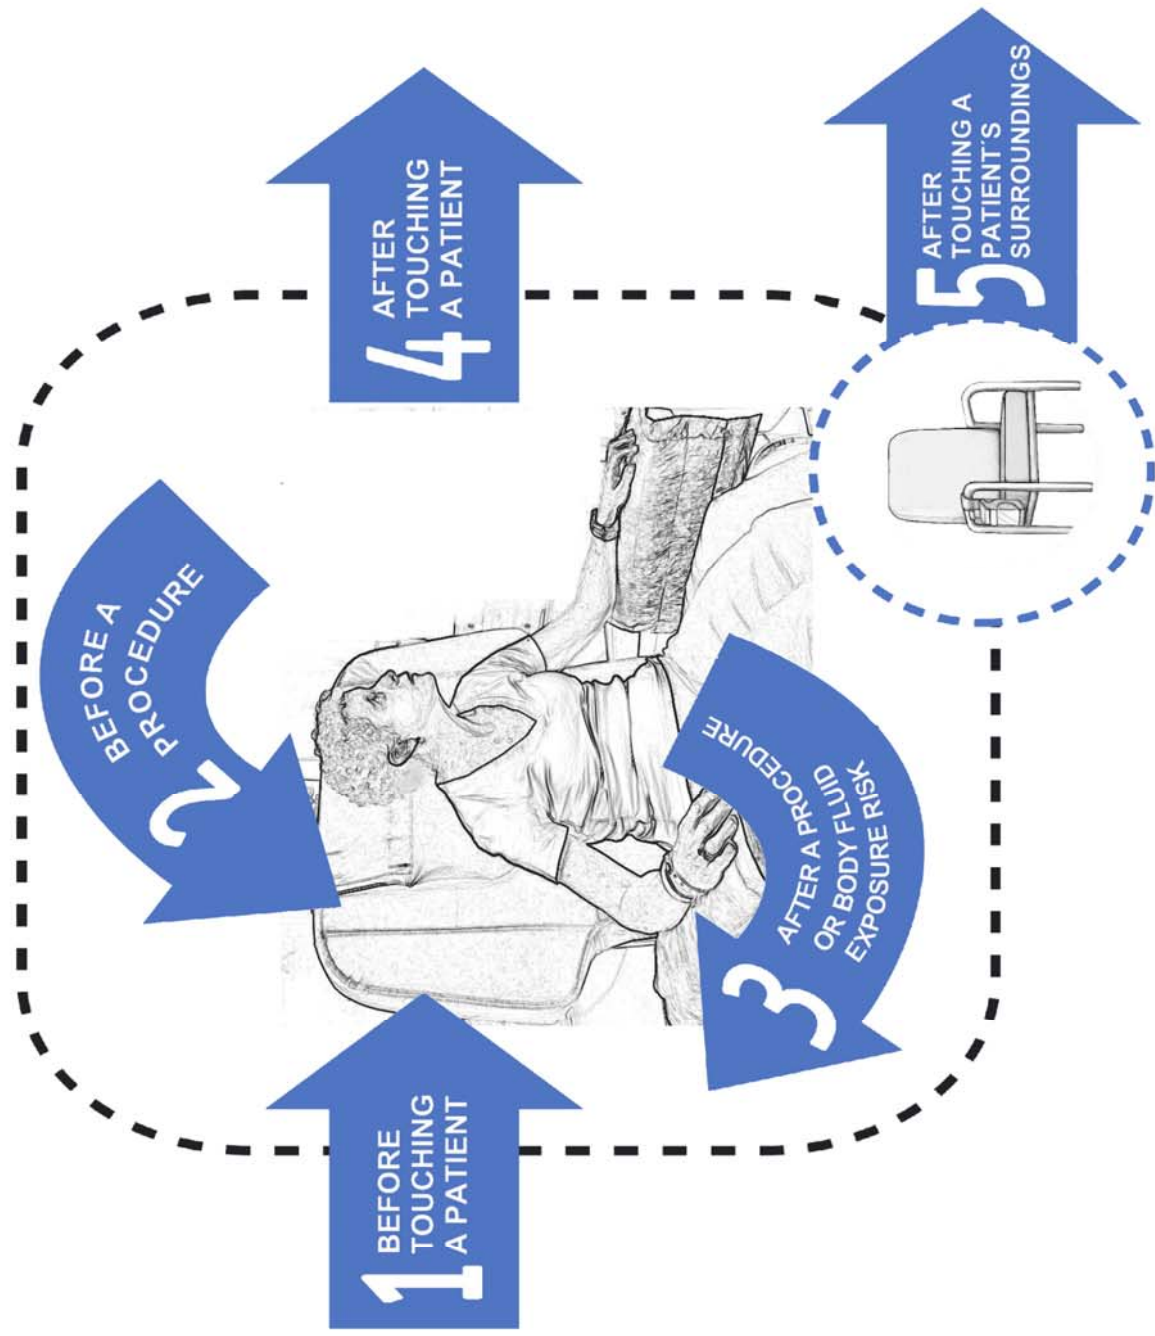 1 BEFORE
TOUCHING
A PATIENT
2 BEFORE A
PROCEDURE
3 AFTER A PROCEDURE
OR BODY FLUID
EXPOSURE RISK
4 AFTER
TOUCHING
A PATIENT
5 AFTER
TOUCHING A
PATIENT'S
SURROUNDINGS